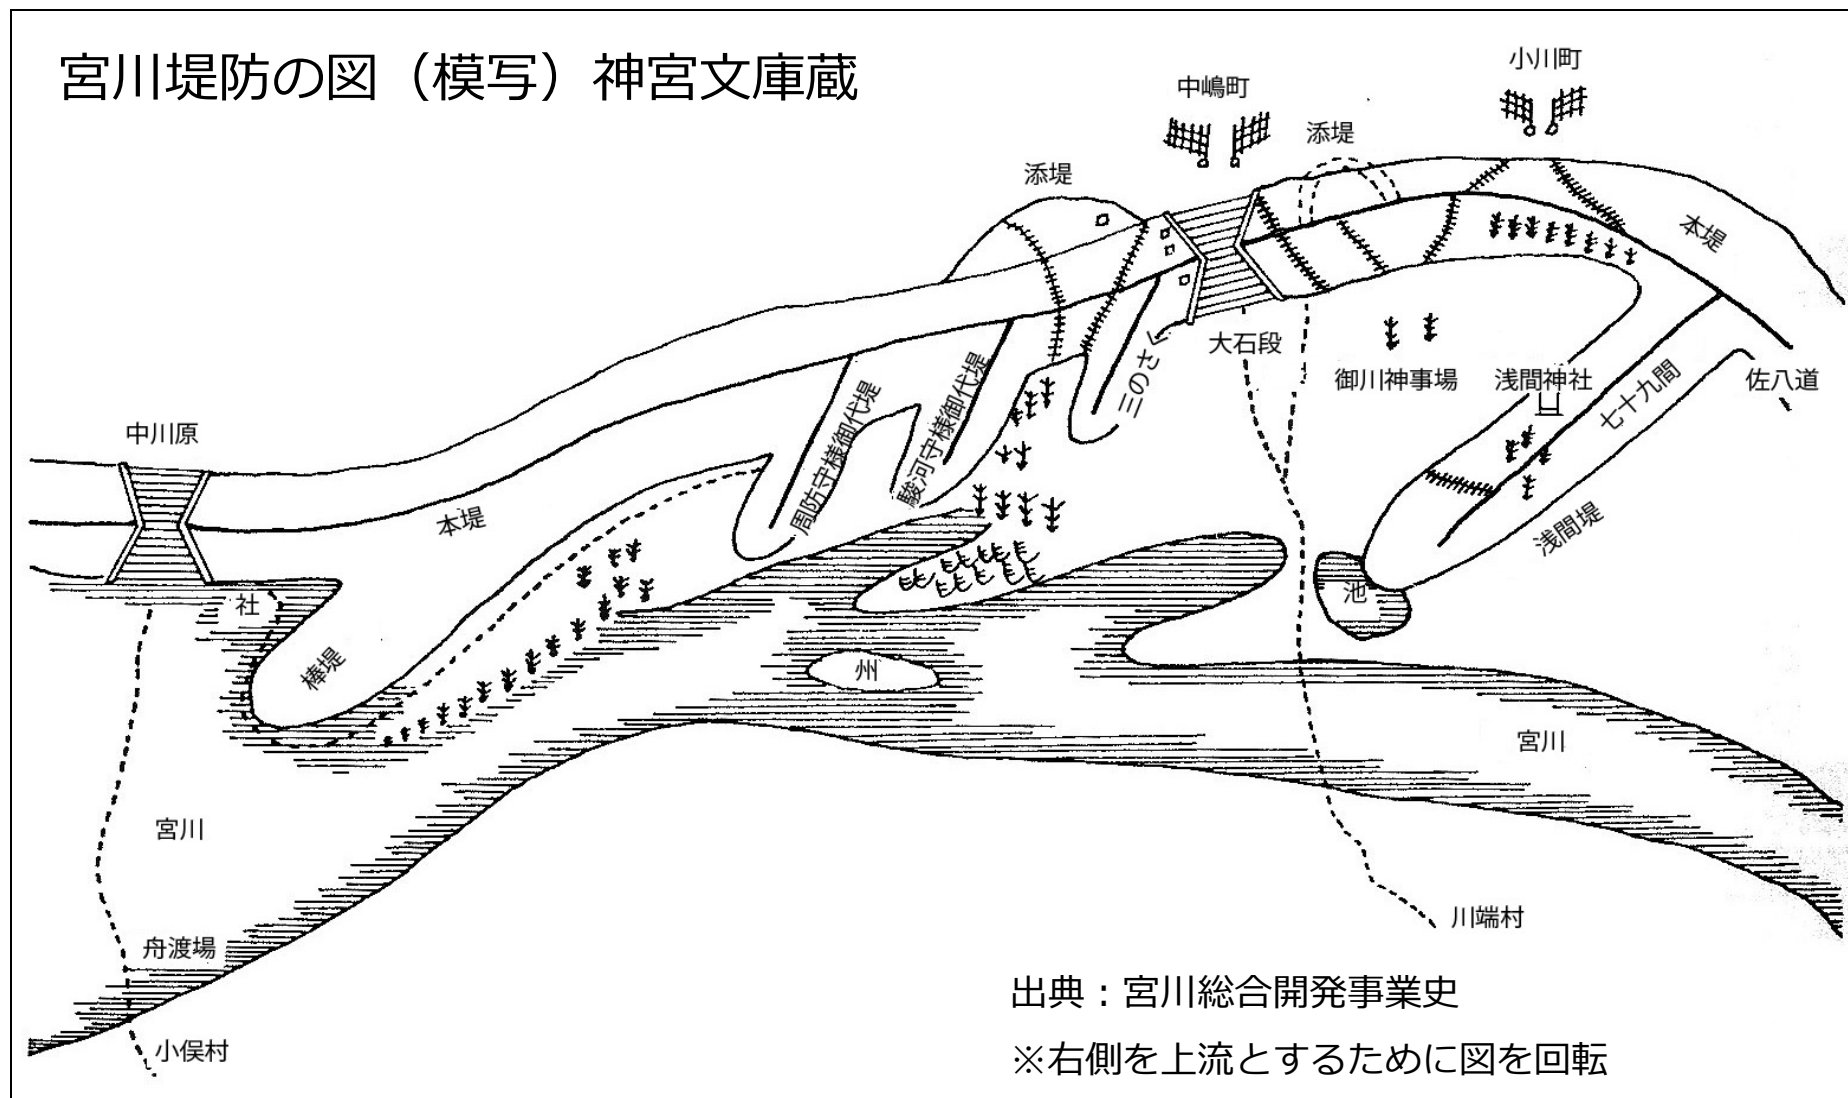 宮川堤防の図（模写）神宮文庫蔵
小川町
中嶋町
添堤
添堤
本堤
大石段
三のさく
御川神事場
浅間神社
七十九間
佐八道
周防守様御代堤
駿河守様御代堤
中川原
本堤
浅間堤
池
社
棒堤
州
宮川
宮川
川端村
舟渡場
小俣村
出典：宮川総合開発事業史
※右側を上流とするために図を回転